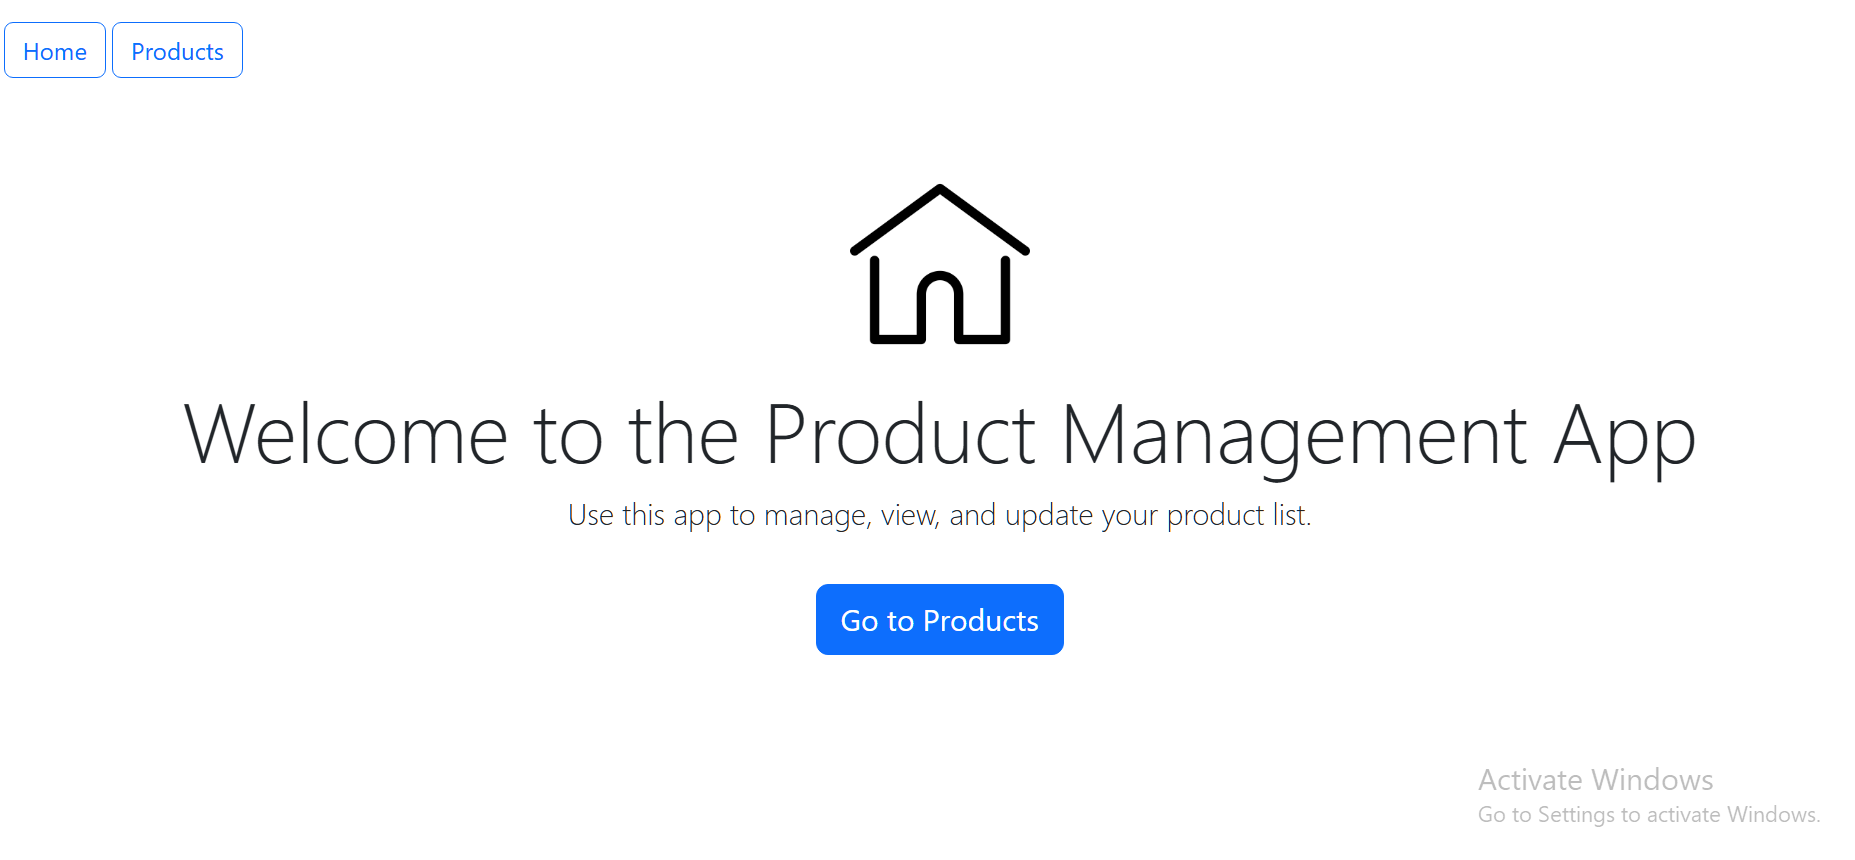 Home Products
Welcome to the Product Management App
Use this app to manage, view, and update your product list.
Go to Products
Activate Windows
Go to Settings to activate Windows.